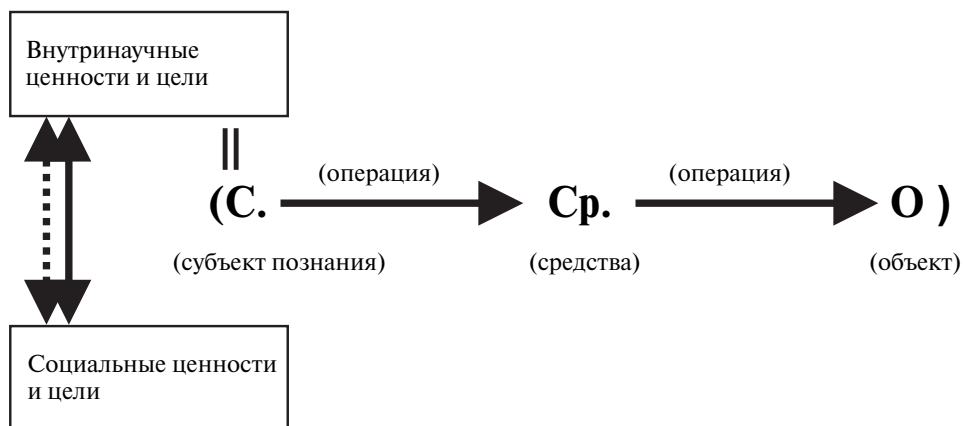 Внутринаучные
ценности и цели
(операция) (операция)
(С. Ср. О )
(субъект познания) (средства) (объект)
Социальные ценности
и цели